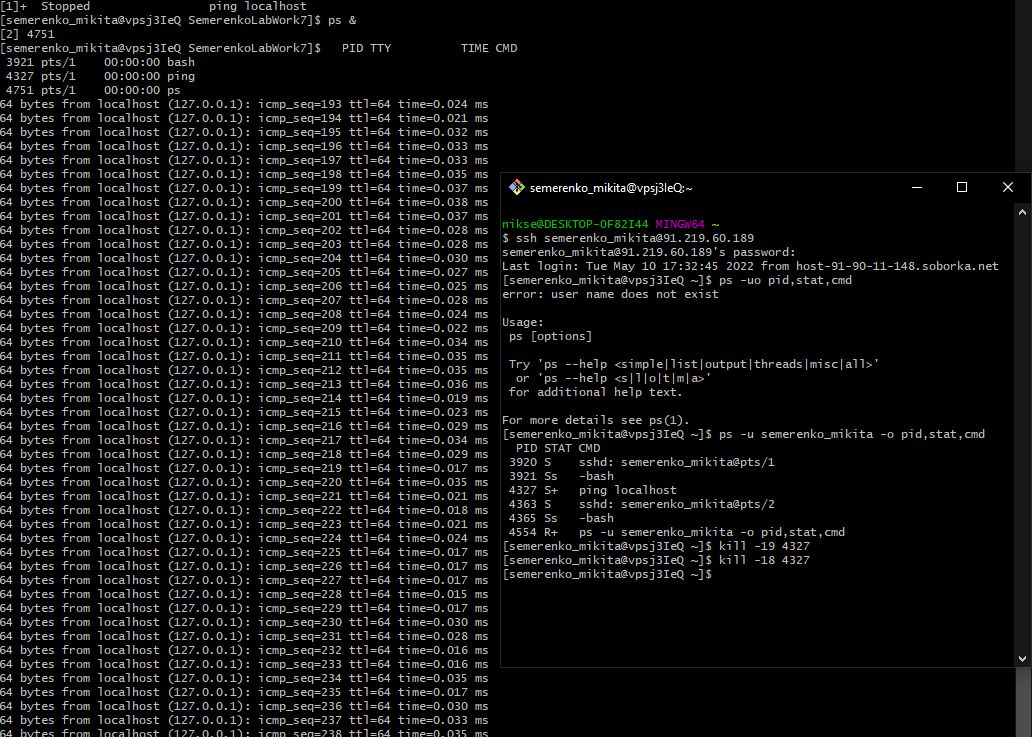 [1]+  Stopped                 ping localhost
[semerenko_mikita@vpsj3IeQ SemerenkoLabWork7]$ ps &
[2] 4751
[semerenko_mikita@vpsj3IeQ SemerenkoLabWork7]$   PID TTY          TIME CMD
 3921 pts/1    00:00:00 bash
 4327 pts/1    00:00:00 ping
 4751 pts/1    00:00:00 ps
64 bytes from localhost (127.0.0.1): icmp_seq=193 ttl=64 time=0.024 ms
64 bytes from localhost (127.0.0.1): icmp_seq=194 ttl=64 time=0.021 ms
64 bytes from localhost (127.0.0.1): icmp_seq=195 ttl=64 time=0.032 ms
64 bytes from localhost (127.0.0.1): icmp_seq=196 ttl=64 time=0.033 ms
64 bytes from localhost (127.0.0.1): icmp_seq=197 ttl=64 time=0.033 ms
64 bytes from localhost (127.0.0.1): icmp_seq=198 ttl=64 time=0.035 ms
64 bytes from localhost (127.0.0.1): icmp_seq=199 ttl=64 time=0.037 ms
64 bytes from localhost (127.0.0.1): icmp_seq=200 ttl=64 time=0.038 ms
64 bytes from localhost (127.0.0.1): icmp_seq=201 ttl=64 time=0.037 ms
64 bytes from localhost (127.0.0.1): icmp_seq=202 ttl=64 time=0.028 ms
64 bytes from localhost (127.0.0.1): icmp_seq=203 ttl=64 time=0.028 ms
64 bytes from localhost (127.0.0.1): icmp_seq=204 ttl=64 time=0.030 ms
64 bytes from localhost (127.0.0.1): icmp_seq=205 ttl=64 time=0.027 ms
64 bytes from localhost (127.0.0.1): icmp_seq=206 ttl=64 time=0.025 ms
64 bytes from localhost (127.0.0.1): icmp_seq=207 ttl=64 time=0.028 ms
64 bytes from localhost (127.0.0.1): icmp_seq=208 ttl=64 time=0.024 ms
64 bytes from localhost (127.0.0.1): icmp_seq=209 ttl=64 time=0.022 ms
64 bytes from localhost (127.0.0.1): icmp_seq=210 ttl=64 time=0.034 ms
64 bytes from localhost (127.0.0.1): icmp_seq=211 ttl=64 time=0.035 ms
64 bytes from localhost (127.0.0.1): icmp_seq=212 ttl=64 time=0.035 ms
64 bytes from localhost (127.0.0.1): icmp_seq=213 ttl=64 time=0.036 ms
64 bytes from localhost (127.0.0.1): icmp_seq=214 ttl=64 time=0.019 ms
64 bytes from localhost (127.0.0.1): icmp_seq=215 ttl=64 time=0.023 ms
64 bytes from localhost (127.0.0.1): icmp_seq=216 ttl=64 time=0.029 ms
64 bytes from localhost (127.0.0.1): icmp_seq=217 ttl=64 time=0.034 ms
64 bytes from localhost (127.0.0.1): icmp_seq=218 ttl=64 time=0.029 ms
64 bytes from localhost (127.0.0.1): icmp_seq=219 ttl=64 time=0.017 ms
64 bytes from localhost (127.0.0.1): icmp_seq=220 ttl=64 time=0.035 ms
64 bytes from localhost (127.0.0.1): icmp_seq=221 ttl=64 time=0.021 ms
64 bytes from localhost (127.0.0.1): icmp_seq=222 ttl=64 time=0.018 ms
64 bytes from localhost (127.0.0.1): icmp_seq=223 ttl=64 time=0.021 ms
64 bytes from localhost (127.0.0.1): icmp_seq=224 ttl=64 time=0.024 ms
64 bytes from localhost (127.0.0.1): icmp_seq=225 ttl=64 time=0.017 ms
64 bytes from localhost (127.0.0.1): icmp_seq=226 ttl=64 time=0.017 ms
64 bytes from localhost (127.0.0.1): icmp_seq=227 ttl=64 time=0.017 ms
64 bytes from localhost (127.0.0.1): icmp_seq=228 ttl=64 time=0.015 ms
64 bytes from localhost (127.0.0.1): icmp_seq=229 ttl=64 time=0.017 ms
64 bytes from localhost (127.0.0.1): icmp_seq=230 ttl=64 time=0.030 ms
64 bytes from localhost (127.0.0.1): icmp_seq=231 ttl=64 time=0.028 ms
64 bytes from localhost (127.0.0.1): icmp_seq=232 ttl=64 time=0.016 ms
64 bytes from localhost (127.0.0.1): icmp_seq=233 ttl=64 time=0.016 ms
64 bytes from localhost (127.0.0.1): icmp_seq=234 ttl=64 time=0.035 ms
64 bytes from localhost (127.0.0.1): icmp_seq=235 ttl=64 time=0.017 ms
64 bytes from localhost (127.0.0.1): icmp_seq=236 ttl=64 time=0.030 ms
64 bytes from localhost (127.0.0.1): icmp_seq=237 ttl=64 time=0.033 ms
64 bytes from localhost (127.0.0.1): icmp_seq=238 ttl=64 time=0.035 ms
semerenko_mikita@vpsj3IeQ:~
nikse@DESKTOP-OF82I44 MINGW64 ~
$ ssh semerenko_mikita@91.219.60.189
semerenko_mikita@91.219.60.189's password:
Last login: Tue May 10 17:32:45 2022 from host-91-90-11-148.soborka.net
[semerenko_mikita@vpsj3IeQ ~]$ ps -uo pid,stat,cmd
error: user name does not exist
Usage:
 ps [options]
 Try 'ps --help <simple|list|output|threads|misc|all>'
  or 'ps --help <s|l|o|t|m|a>'
 for additional help text.
For more details see ps(1).
[semerenko_mikita@vpsj3IeQ ~]$ ps -u semerenko_mikita -o pid,stat,cmd
  PID STAT CMD
 3920 S    sshd: semerenko_mikita@pts/1
 3921 Ss   -bash
 4327 S+   ping localhost
 4363 S    sshd: semerenko_mikita@pts/2
 4365 Ss   -bash
 4554 R+   ps -u semerenko_mikita -o pid,stat,cmd
[semerenko_mikita@vpsj3IeQ ~]$ kill -19 4327
[semerenko_mikita@vpsj3IeQ ~]$ kill -18 4327
[semerenko_mikita@vpsj3IeQ ~]$